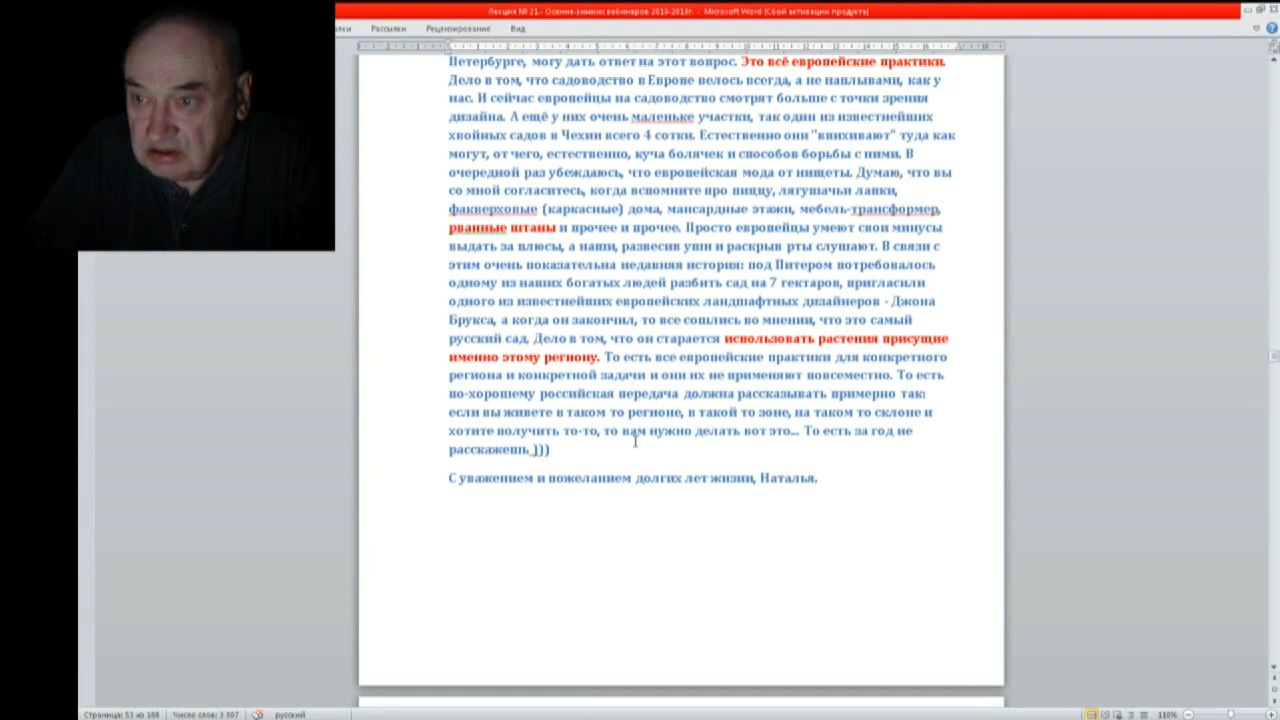 Лекция № 21.- Осенне-зимних вебинаров 2018-2019г. - Microsoft Word (Сбой активации продукта)
лки Рассылки Рецензирование Вид
Петербурге, могу дать ответ на этот вопрос. Это всё европейские практики.
Дело в том, что садоводство в Европе велось всегда, а не наплывами, как у
нас. И сейчас европейцы на садоводство смотрят больше с точки зрения
дизайна. А ещё у них очень маленьке участки, так один из известнейших
хвойных садов в Чехии всего 4 сотки. Естественно они "впихивают" туда как
могут, от чего, естественно, куча болячек и способов борьбы с ними. В
очередной раз убеждаюсь, что европейская мода от нищеты. Думаю, что вы
со мной согласитесь, когда вспомните про пиццу, лягушачьи лапки,
факверховые (каркасные) дома, мансардные этажи, мебель-трансформер,
рванные штаны и прочее и прочее. Просто европейцы умеют свои минусы
выдать за плюсы, а наши, развесив уши и раскрыв рты слушают. В связи с
этим очень показательна недавняя история: под Питером потребовалось
одному из наших богатых людей разбить сад на 7 гектаров, пригласили
одного из известнейших европейских ландшафтных дизайнеров - Джона
Брукса, а когда он закончил, то все сошлись во мнении, что это самый
русский сад. Дело в том, что он старается использовать растения присущие
именно этому региону. То есть все европейские практики для конкретного
региона и конкретной задачи и они их не применяют повсеместно. То есть
по-хорошему российская передача должна рассказывать примерно так:
если вы живете в таком то регионе, в такой то зоне, на таком то склоне и
хотите получить то-то, то вам нужно делать вот это... То есть за год не
расскажешь )))
С уважением и пожеланием долгих лет жизни, Наталья.
Страница: 53 из 108 Число слов: 3 307 русский 110%